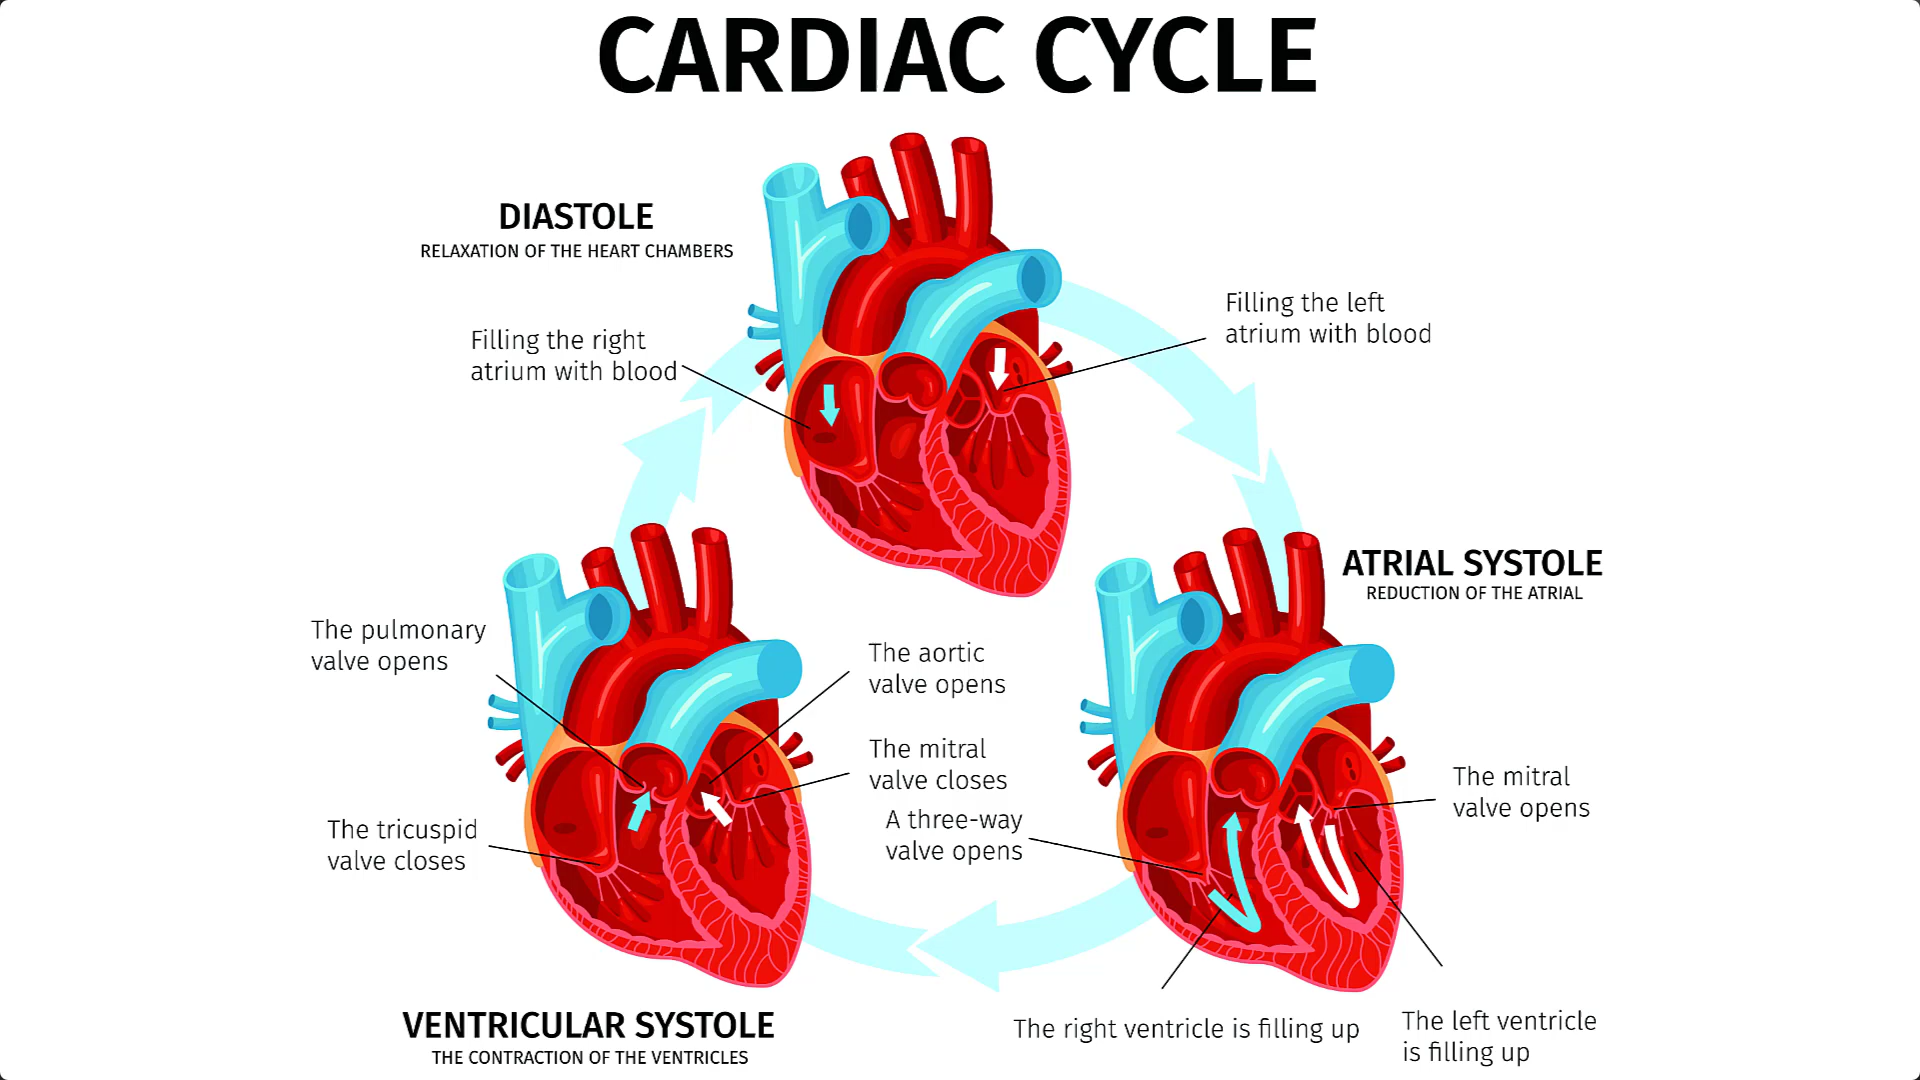 CARDIAC CYCLE
DIASTOLE
RELAXATION OF THE HEART CHAMBERS
Filling the right
atrium with blood
Filling the left
atrium with blood
ATRIAL SYSTOLE
REDUCTION OF THE ATRIAL
The mitral
valve opens
A three-way
valve opens
The right ventricle is filling up
The left ventricle
is filling up
The pulmonary
valve opens
The aortic
valve opens
The mitral
valve closes
The tricuspid
valve closes
VENTRICULAR SYSTOLE
THE CONTRACTION OF THE VENTRICLES